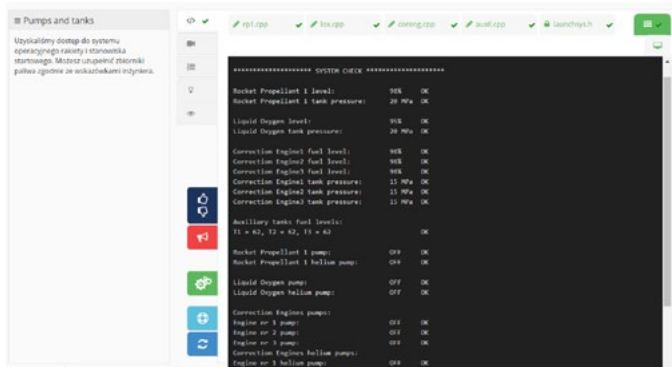 Pumps and tanks
Uzyskaliśmy dostęp do systemu
operacyjnego rakiety i stanowiska
startowego. Możesz uzupełnić zbiorniki
paliwa zgodnie ze wskazówkami inżyniera.
rp1.cpp lox.cpp coreng.cpp auxil.cpp launchsys.h
******************** SYSTEM CHECK ********************
Rocket Propellant 1 level: 98% OK
Rocket Propellant 1 tank pressure: 20 MPa OK
Liquid Oxygen level: 95% OK
Liquid Oxygen tank pressure: 20 MPa OK
Correction Engine1 fuel level: 98% OK
Correction Engine2 fuel level: 98% OK
Correction Engine3 fuel level: 98% OK
Correction Engine1 tank pressure: 15 MPa OK
Correction Engine2 tank pressure: 15 MPa OK
Correction Engine3 tank pressure: 15 MPa OK
Auxiliary tanks fuel levels:
T1 = 62, T2 = 62, T3 = 62 OK
Rocket Propellant 1 pump: OFF OK
Rocket Propellant 1 helium pump: OFF OK
Liquid Oxygen pump: OFF OK
Liquid Oxygen helium pump: OFF OK
Correction Engines pumps:
Engine nr 1 pump: OFF OK
Engine nr 2 pump: OFF OK
Engine nr 3 pump: OFF OK
Correction Engines helium pumps:
Engine nr 1 helium pump: OFF OK